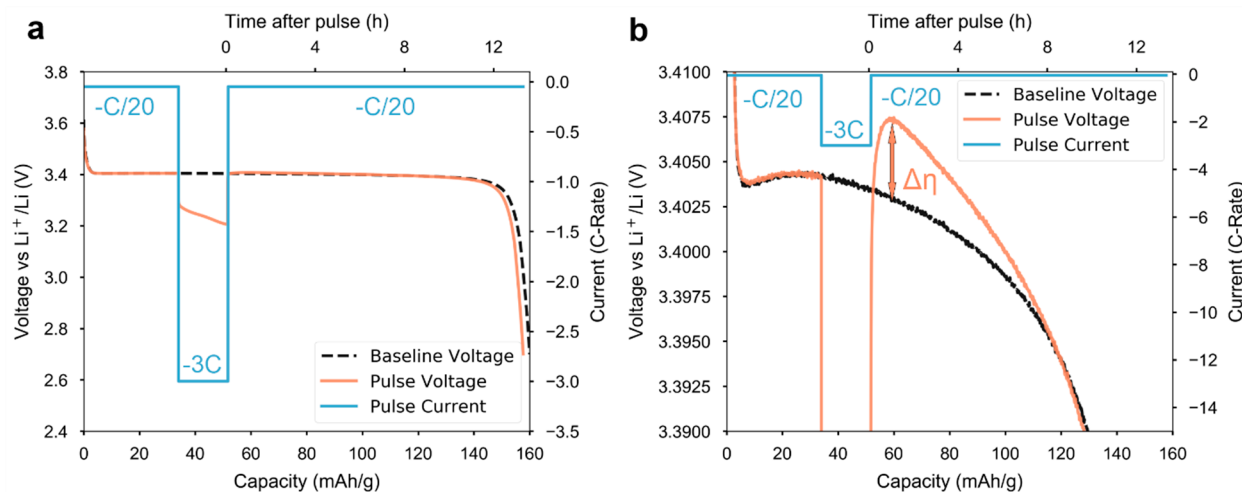 a
Time after pulse (h)
0 4 8 12
3.8
3.6
3.4
3.2
3.0
2.8
2.6
2.4
Voltage vs Li⁺/Li (V)
-C/20
-C/20
-3C
Baseline Voltage
Pulse Voltage
Pulse Current
0.0
−0.5
−1.0
−1.5
−2.0
−2.5
−3.0
−3.5
Current (C-Rate)
0 20 40 60 80 100 120 140 160
Capacity (mAh/g)
b
Time after pulse (h)
0 4 8 12
3.4100
3.4075
3.4050
3.4025
3.4000
3.3975
3.3950
3.3925
3.3900
Voltage vs Li⁺/Li (V)
-C/20
-3C
-C/20
Δη
Baseline Voltage
Pulse Voltage
Pulse Current
0
−2
−4
−6
−8
−10
−12
−14
Current (C-Rate)
0 20 40 60 80 100 120 140 160
Capacity (mAh/g)